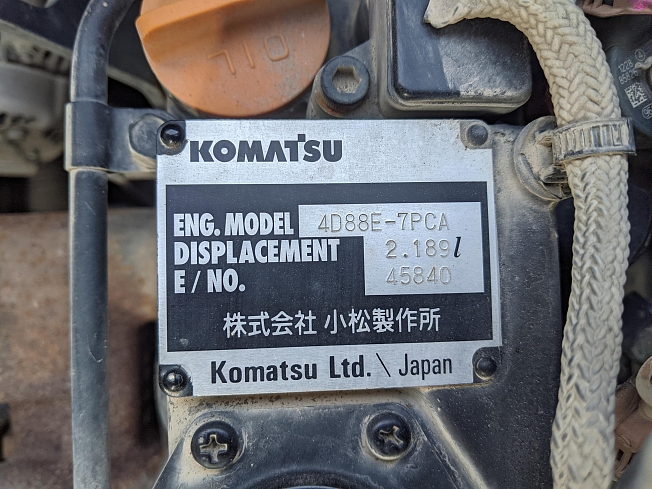 OIL
KOMATSU
ENG. MODEL 4D88E-7PCA
DISPLACEMENT 2.189ℓ
E / NO. 45840
株式会社 小松製作所
Komatsu Ltd. \ Japan